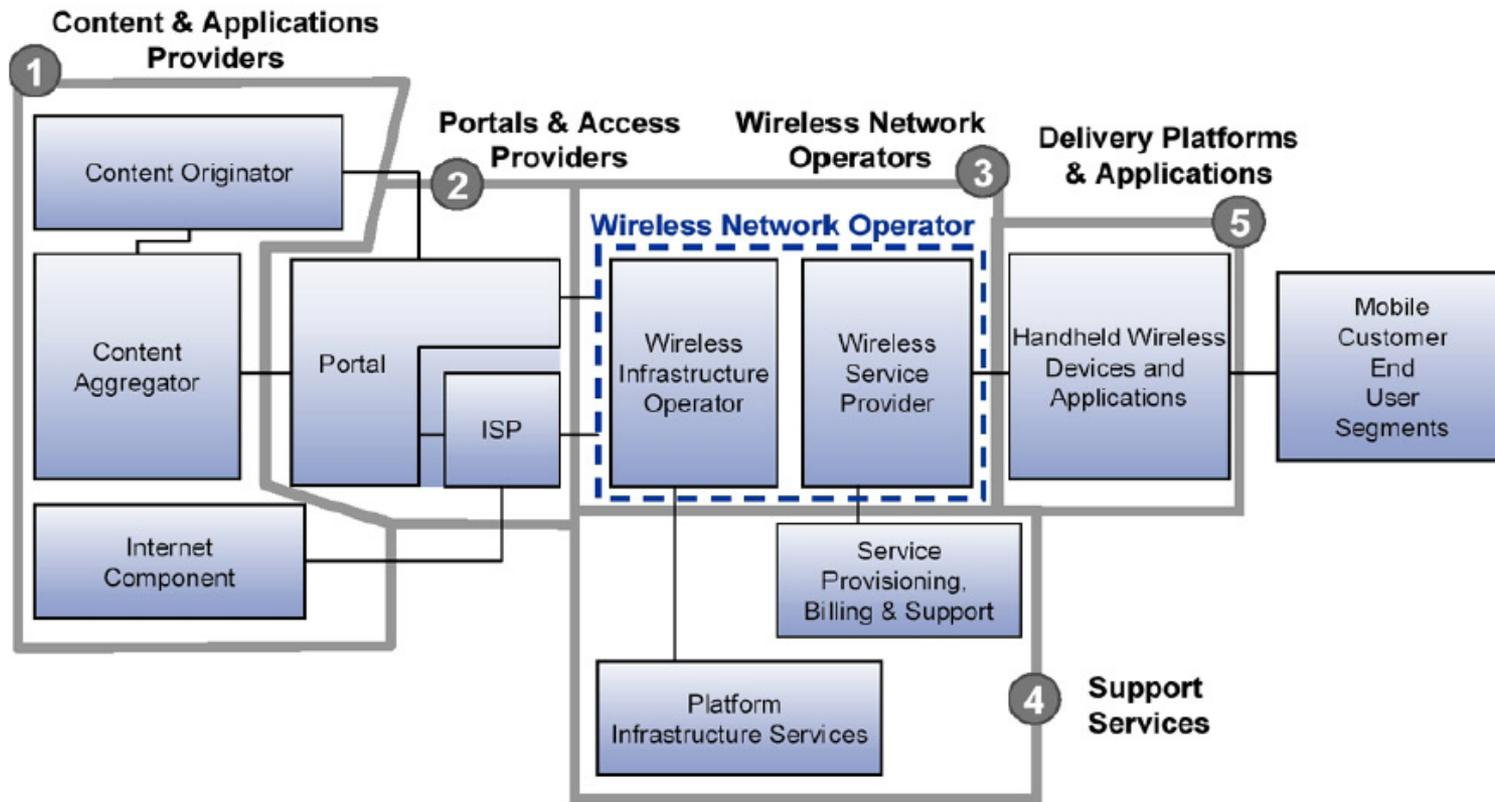 Content & Applications
Providers
1
Content Originator
Content
Aggregator
Internet
Component
Portals & Access
Providers
2
Portal
ISP
Wireless Network
Operators
3
Wireless Network Operator
Wireless
Infrastructure
Operator
Wireless
Service
Provider
Service
Provisioning,
Billing & Support
Platform
Infrastructure Services
4
Support
Services
Delivery Platforms
& Applications
5
Handheld Wireless
Devices and
Applications
Mobile
Customer
End
User
Segments